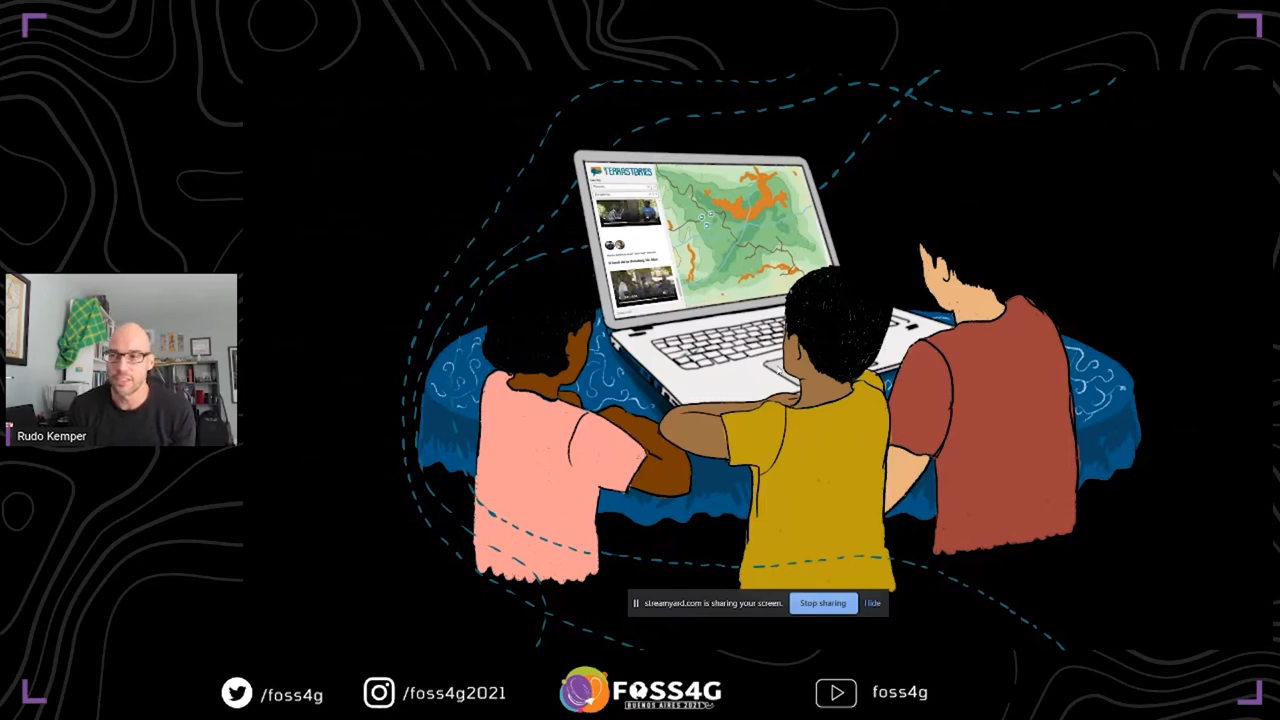 TERRASTORIES
Rudo Kemper
streamyard.com is sharing your screen.
Stop sharing
Hide
/foss4g
/foss4g2021
FOSS4G
BUENOS AIRES 2021
foss4g